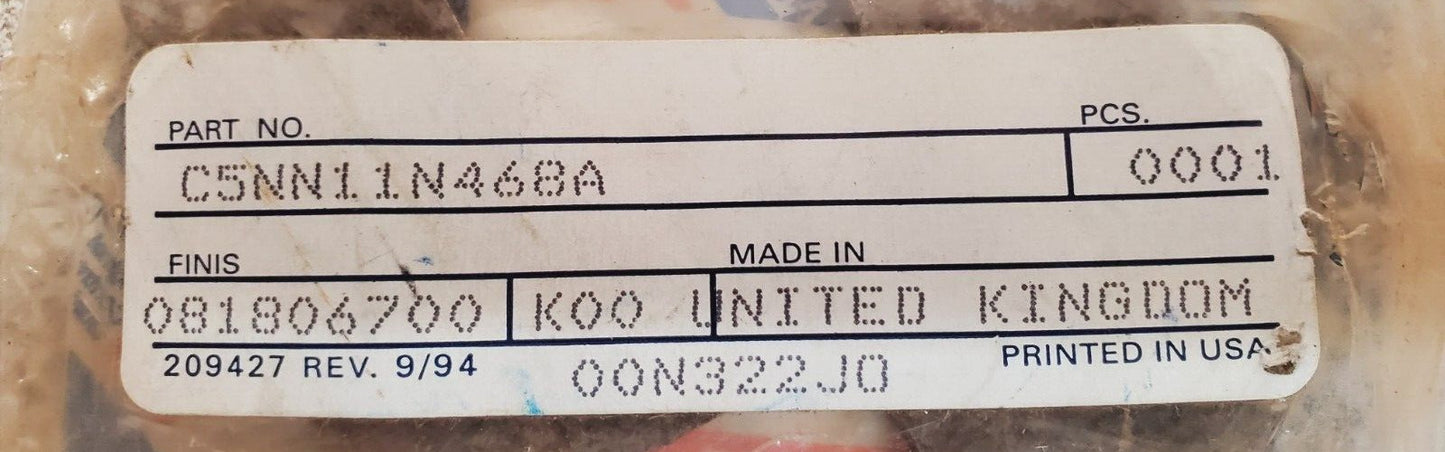 PART NO. PCS.
C5NN11N468A 0001
FINIS MADE IN
081806700 K00 UNITED KINGDOM
209427 REV. 9/94 00N322J0 PRINTED IN USA